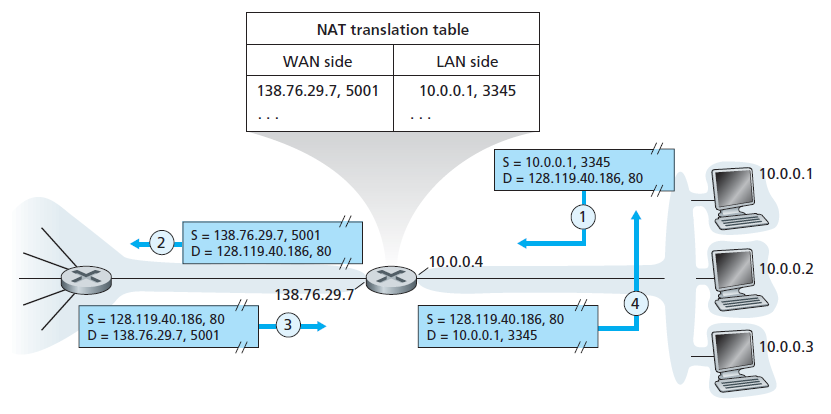 NAT translation table
WAN side
LAN side
138.76.29.7, 5001
10.0.0.1, 3345
. . .
. . .
S = 10.0.0.1, 3345
D = 128.119.40.186, 80
10.0.0.1
1
S = 138.76.29.7, 5001
D = 128.119.40.186, 80
2
10.0.0.4
10.0.0.2
138.76.29.7
S = 128.119.40.186, 80
D = 138.76.29.7, 5001
3
S = 128.119.40.186, 80
D = 10.0.0.1, 3345
4
10.0.0.3